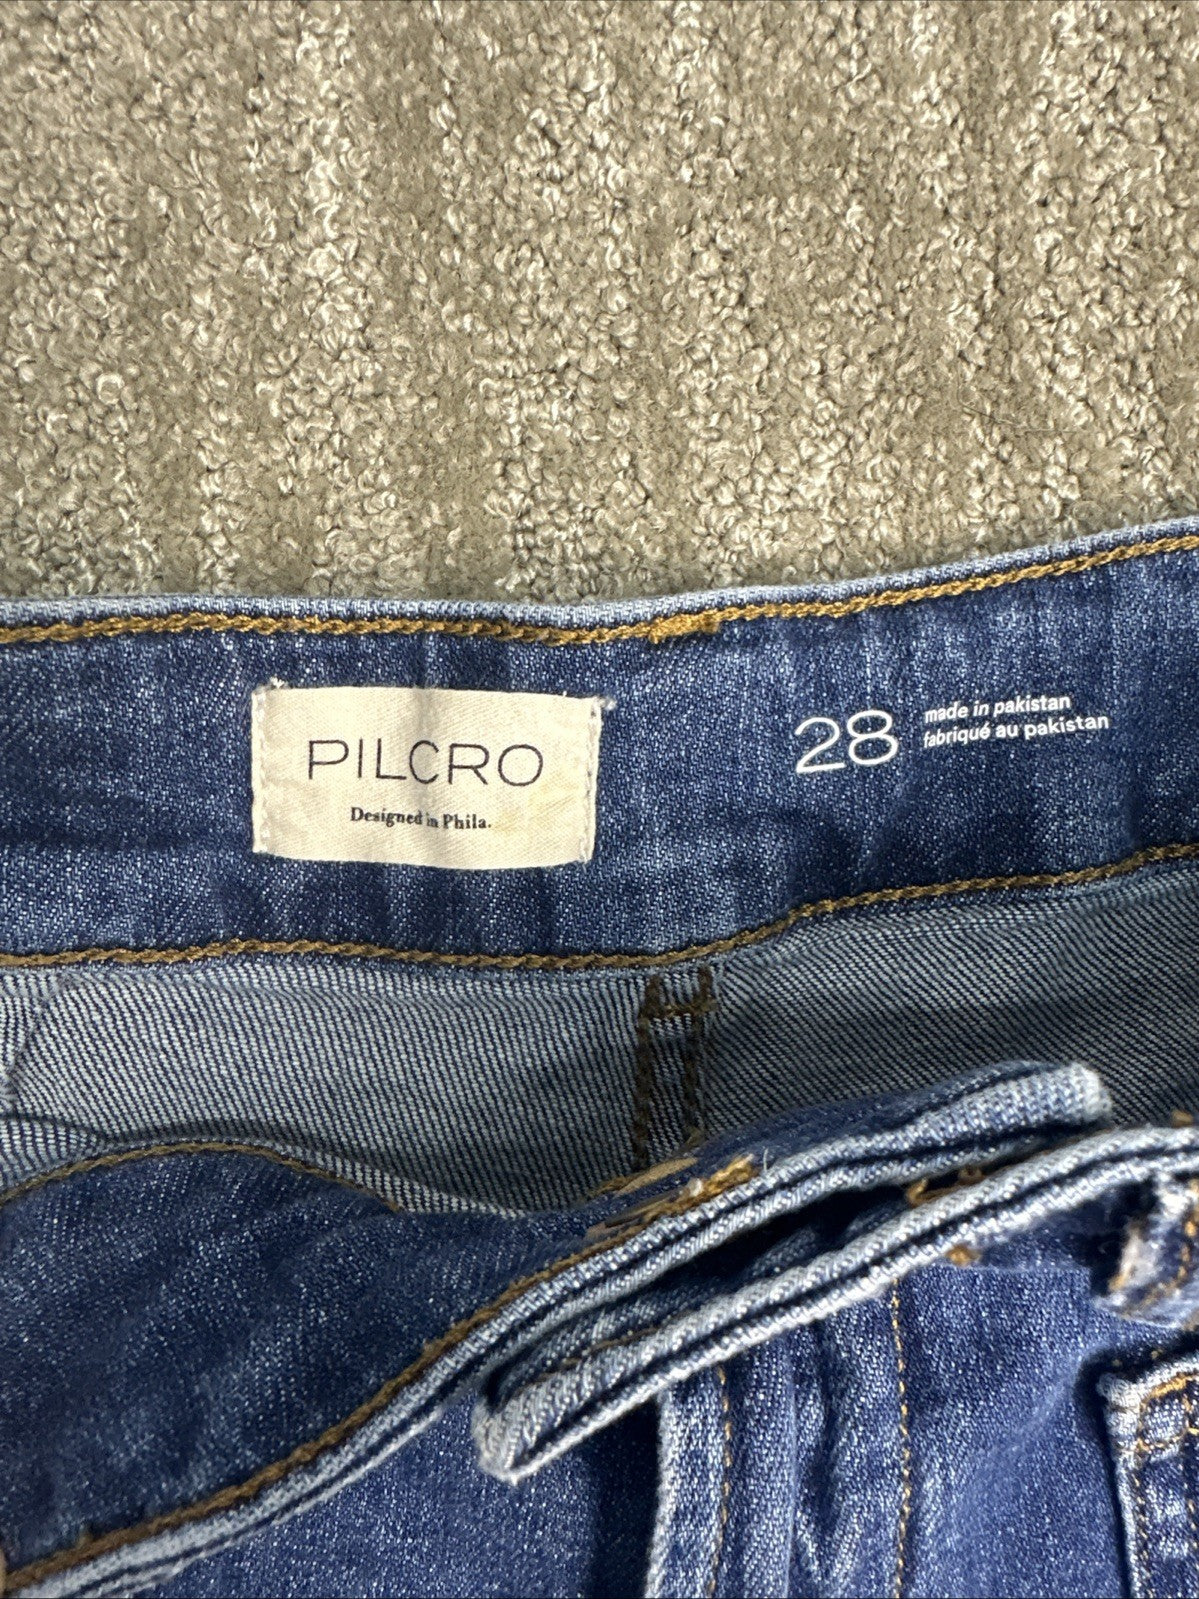 PILCRO
Designed in Phila.
28
made in pakistan
fabriqué au pakistan